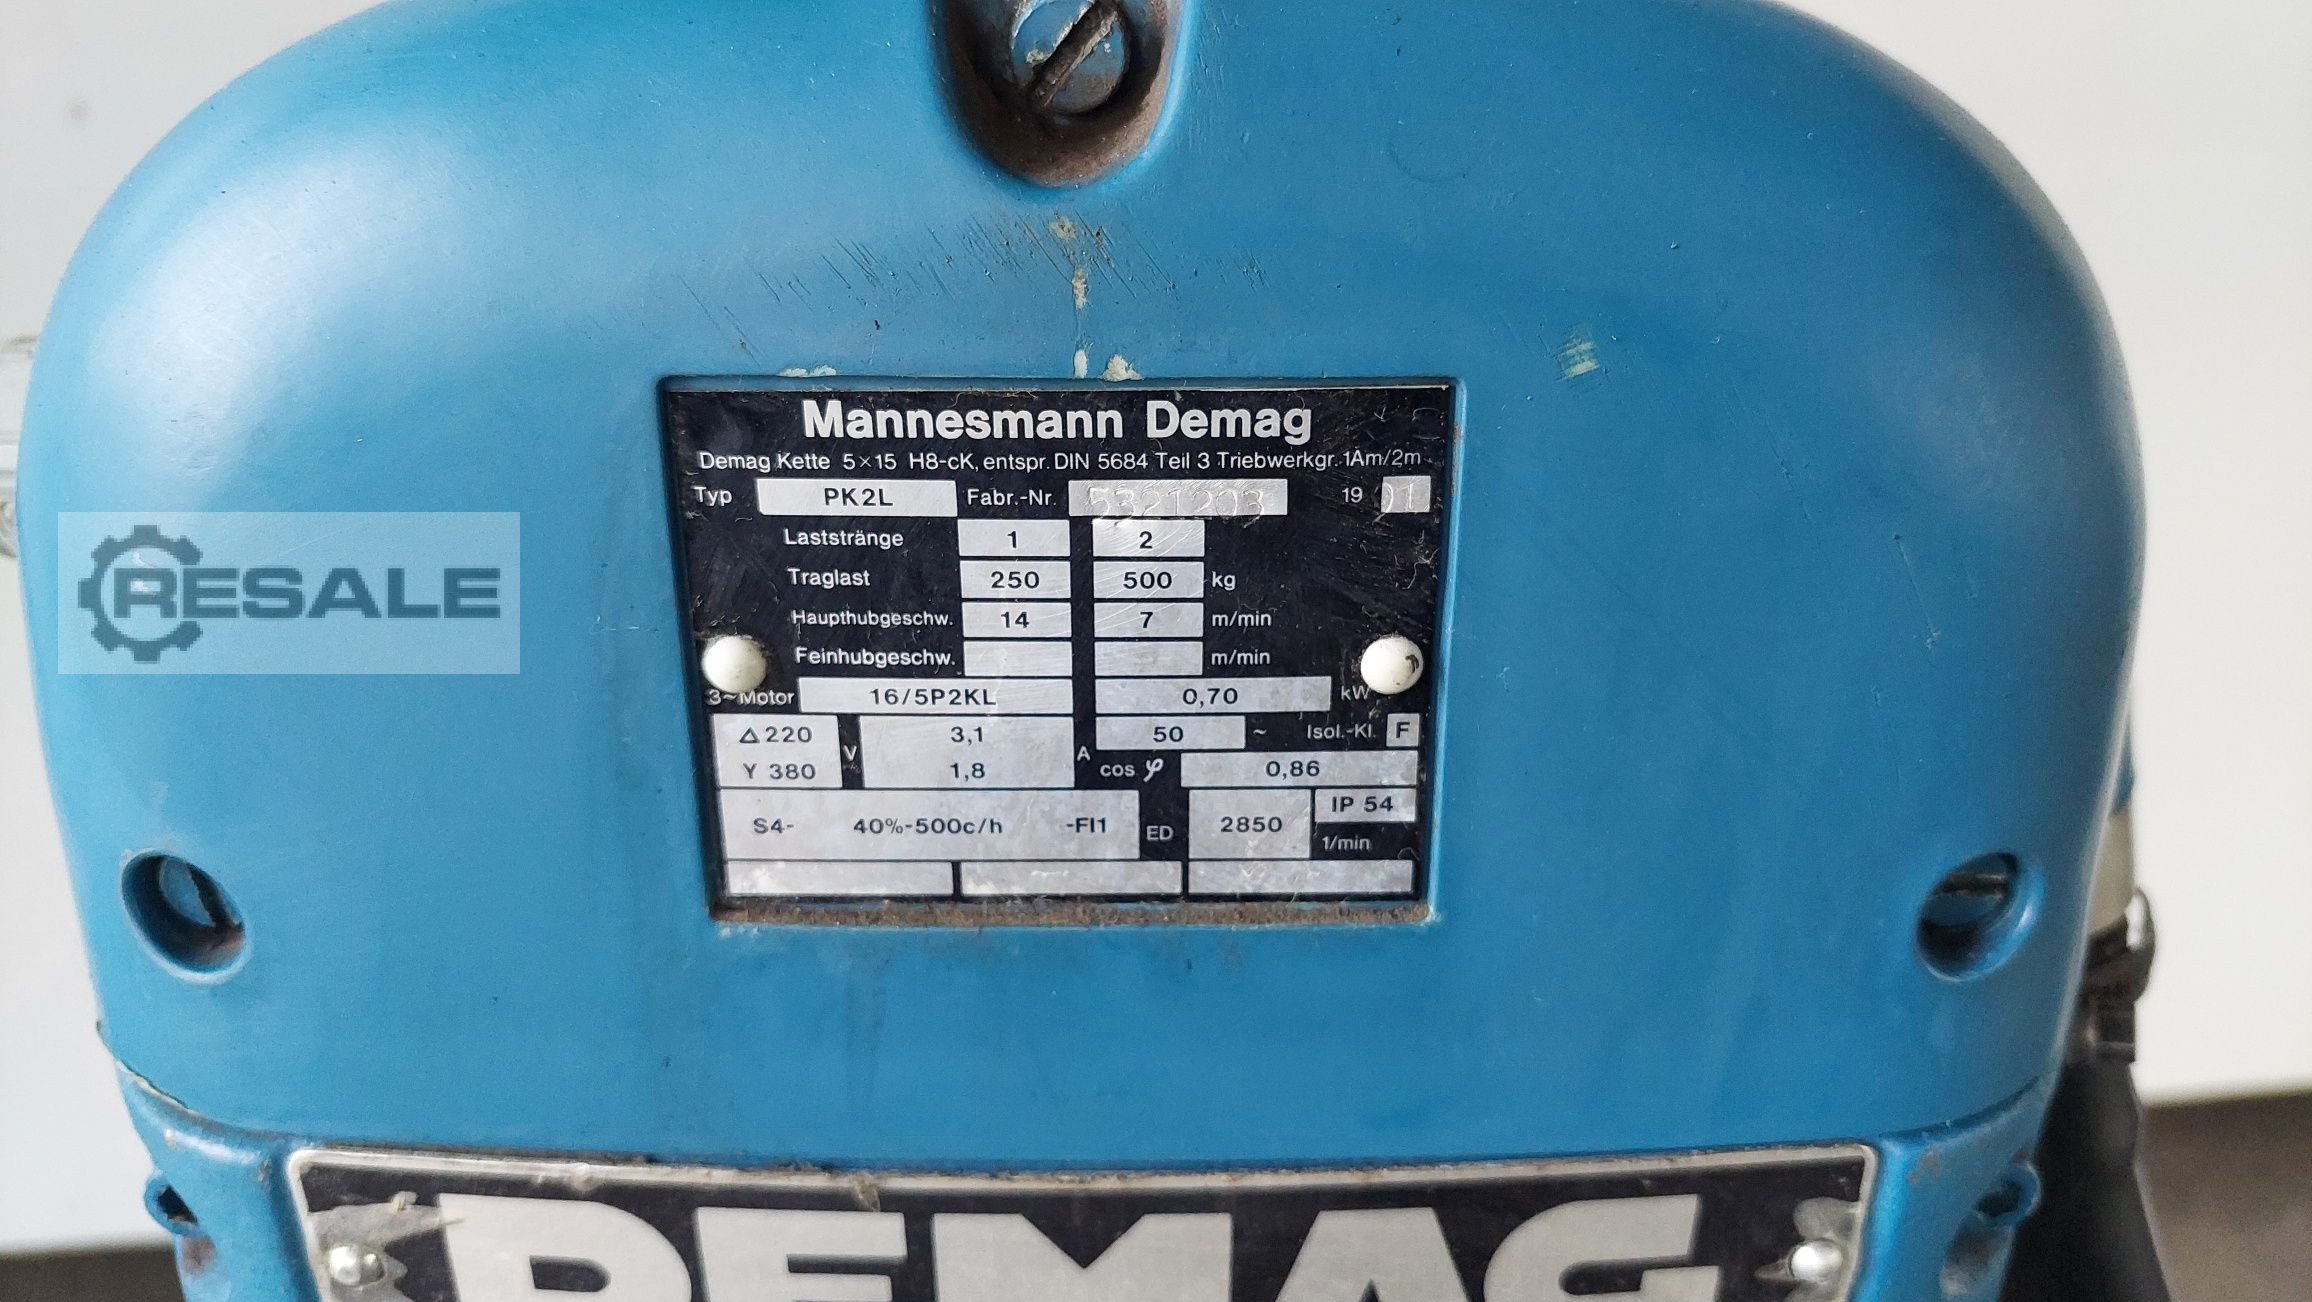 Mannesmann Demag
Demag Kette 5×15 H8-cK, entspr. DIN 5684 Teil 3 Triebwerkgr. 1Am/2m
Typ PK2L Fabr.-Nr. 5321203 19
Laststränge 1 2
Traglast 250 500 kg
Haupthubgeschw. 14 7 m/min
Feinhubgeschw. m/min
3~Motor 16/5P2KL 0,70 kW
Δ 220 V 3,1 A 50 ~ Isol.-Kl. F
Y 380 1,8 cos φ 0,86
S4- 40%-500c/h -FI1 ED 2850 1/min IP 54
RESALE
DEMAG